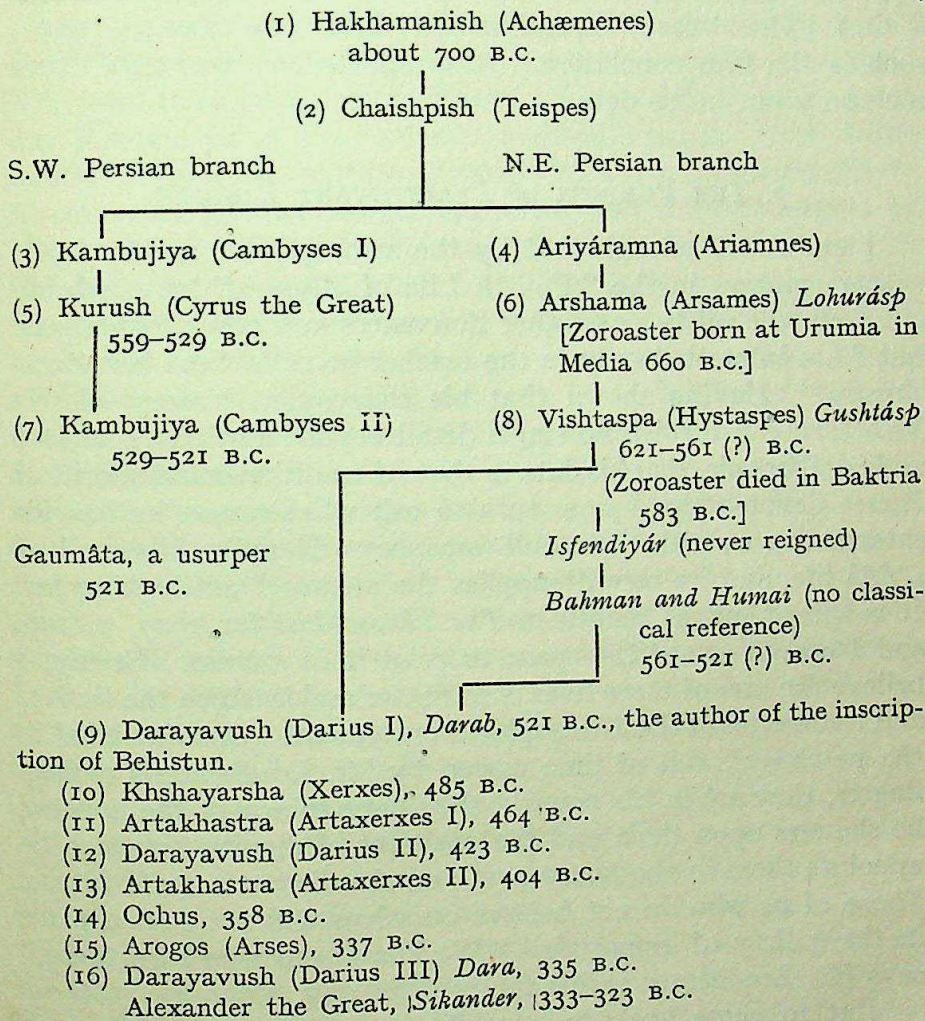 (1) Hakhamanish (Achæmenes)
about 700 B.C.
(2) Chaishpish (Teispes)
S.W. Persian branch
N.E. Persian branch
(3) Kambujiya (Cambyses I)
(4) Ariyáramna (Ariamnes)
(5) Kurush (Cyrus the Great)
559–529 B.C.
(6) Arshama (Arsames) Lohurásp
[Zoroaster born at Urumia in
Media 660 B.C.]
(7) Kambujiya (Cambyses II)
529–521 B.C.
(8) Vishtaspa (Hystaspes) Gushtásp
621–561 (?) B.C.
(Zoroaster died in Baktria
583 B.C.]
Gaumâta, a usurper
521 B.C.
Isfendiyár (never reigned)
Bahman and Humai (no classi-
cal reference)
561–521 (?) B.C.
(9) Darayavush (Darius I), Darab, 521 B.C., the author of the inscrip-
tion of Behistun.
(10) Khshayarsha (Xerxes), 485 B.C.
(11) Artakhastra (Artaxerxes I), 464 B.C.
(12) Darayavush (Darius II), 423 B.C.
(13) Artakhastra (Artaxerxes II), 404 B.C.
(14) Ochus, 358 B.C.
(15) Arogos (Arses), 337 B.C.
(16) Darayavush (Darius III) Dara, 335 B.C.
Alexander the Great, Sikander, 333–323 B.C.